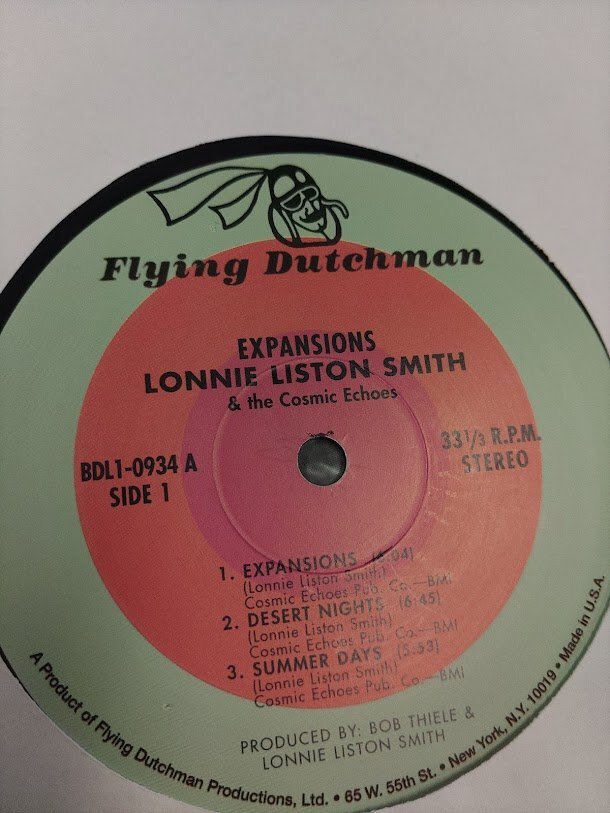 Flying Dutchman
EXPANSIONS
LONNIE LISTON SMITH
& the Cosmic Echoes
BDL1-0934 A
SIDE 1
33 1/3 R.P.M.
STEREO
1. EXPANSIONS (6:04)
(Lonnie Liston Smith)
Cosmic Echoes Pub. Co.—BMI
2. DESERT NIGHTS (6:45)
(Lonnie Liston Smith)
Cosmic Echoes Pub. Co.—BMI
3. SUMMER DAYS (5:53)
(Lonnie Liston Smith)
Cosmic Echoes Pub. Co.—BMI
PRODUCED BY: BOB THIELE &
LONNIE LISTON SMITH
A Product of Flying Dutchman Productions, Ltd. • 65 W. 55th St. • New York, N.Y. 10019 • Made in U.S.A.